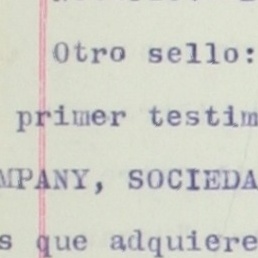 Otro sello:
primer testim
MPANY, SOCIEDA
s que adquiere